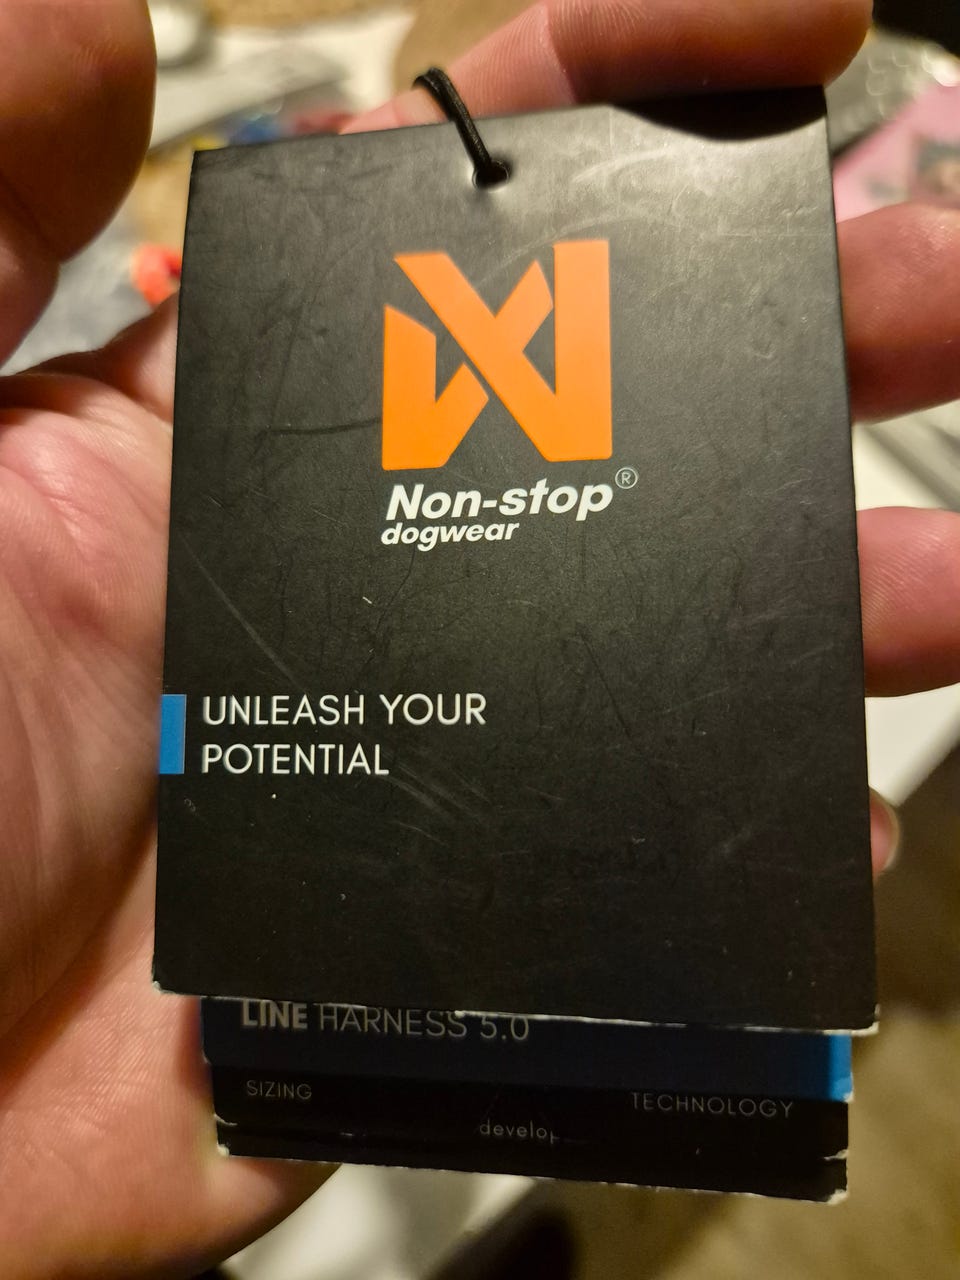 Non-stop®
dogwear
UNLEASH YOUR
POTENTIAL
LINE HARNESS 5.0
SIZING
TECHNOLOGY